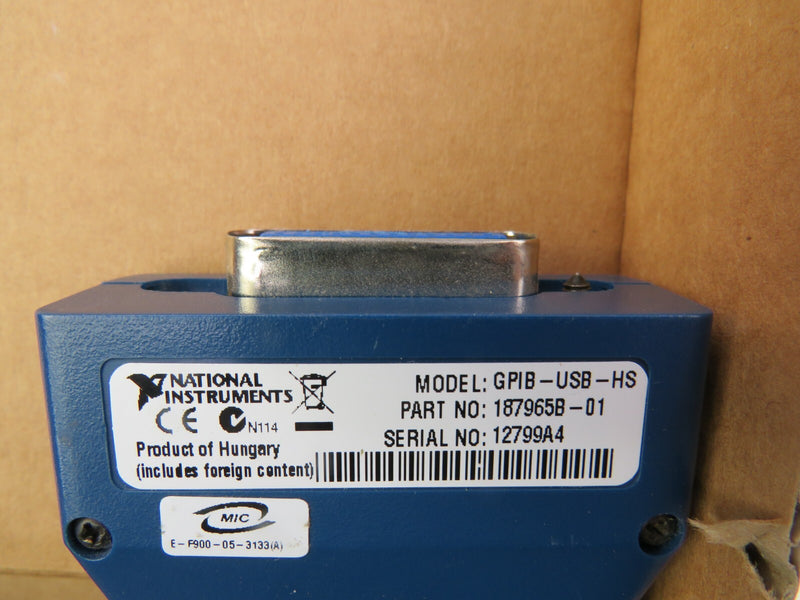 NATIONAL
INSTRUMENTS
CE N114
Product of Hungary
(includes foreign content)
MODEL: GPIB-USB-HS
PART NO: 187965B-01
SERIAL NO: 12799A4
MIC
E-F900-05-3133(A)